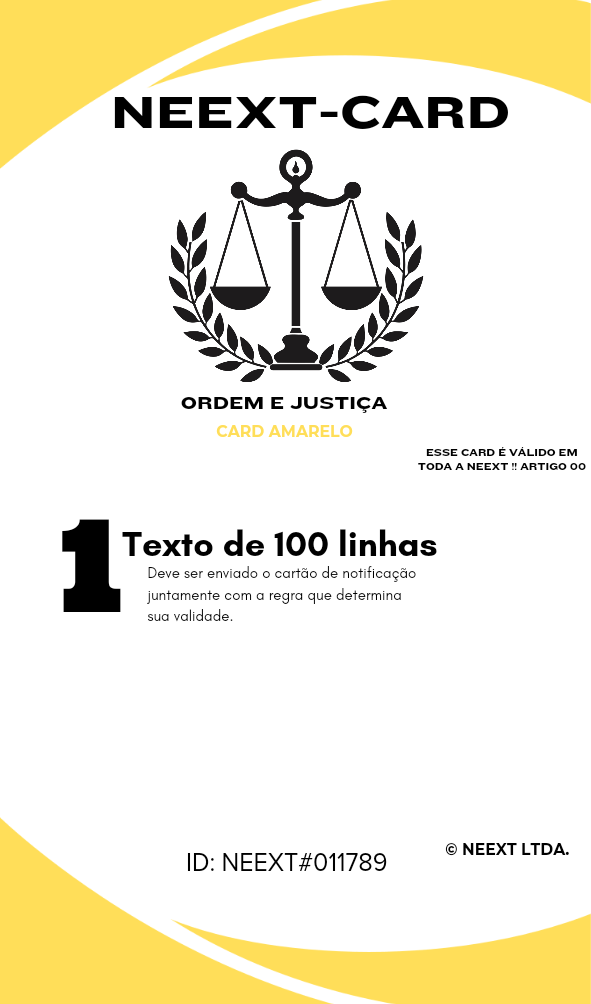 NEEXT-CARD
ORDEM E JUSTIÇA
CARD AMARELO
ESSE CARD É VÁLIDO EM
TODA A NEEXT !! ARTIGO 00
1 Texto de 100 linhas
Deve ser enviado o cartão de notificação
juntamente com a regra que determina
sua validade.
ID: NEEXT#011789
© NEEXT LTDA.